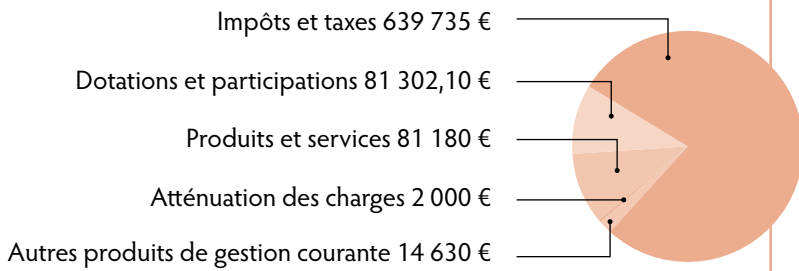 Impôts et taxes 639 735 €
Dotations et participations 81 302,10 €
Produits et services 81 180 €
Atténuation des charges 2 000 €
Autres produits de gestion courante 14 630 €